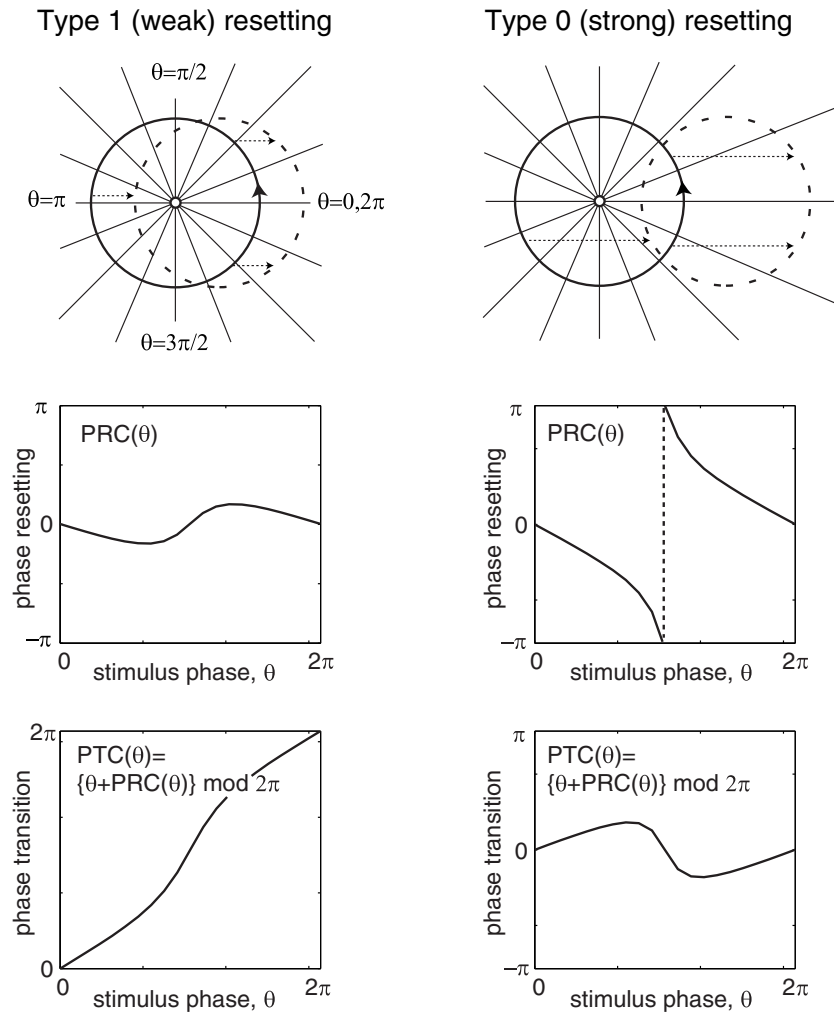 Type 1 (weak) resetting
θ=π/2
θ=π
θ=0,2π
θ=3π/2
Type 0 (strong) resetting
π
PRC(θ)
phase resetting
0
−π
0
2π
stimulus phase, θ
π
PRC(θ)
phase resetting
0
−π
0
2π
stimulus phase, θ
2π
PTC(θ)=
{θ+PRC(θ)} mod 2π
phase transition
0
0
2π
stimulus phase, θ
π
PTC(θ)=
{θ+PRC(θ)} mod 2π
phase transition
0
−π
0
2π
stimulus phase, θ